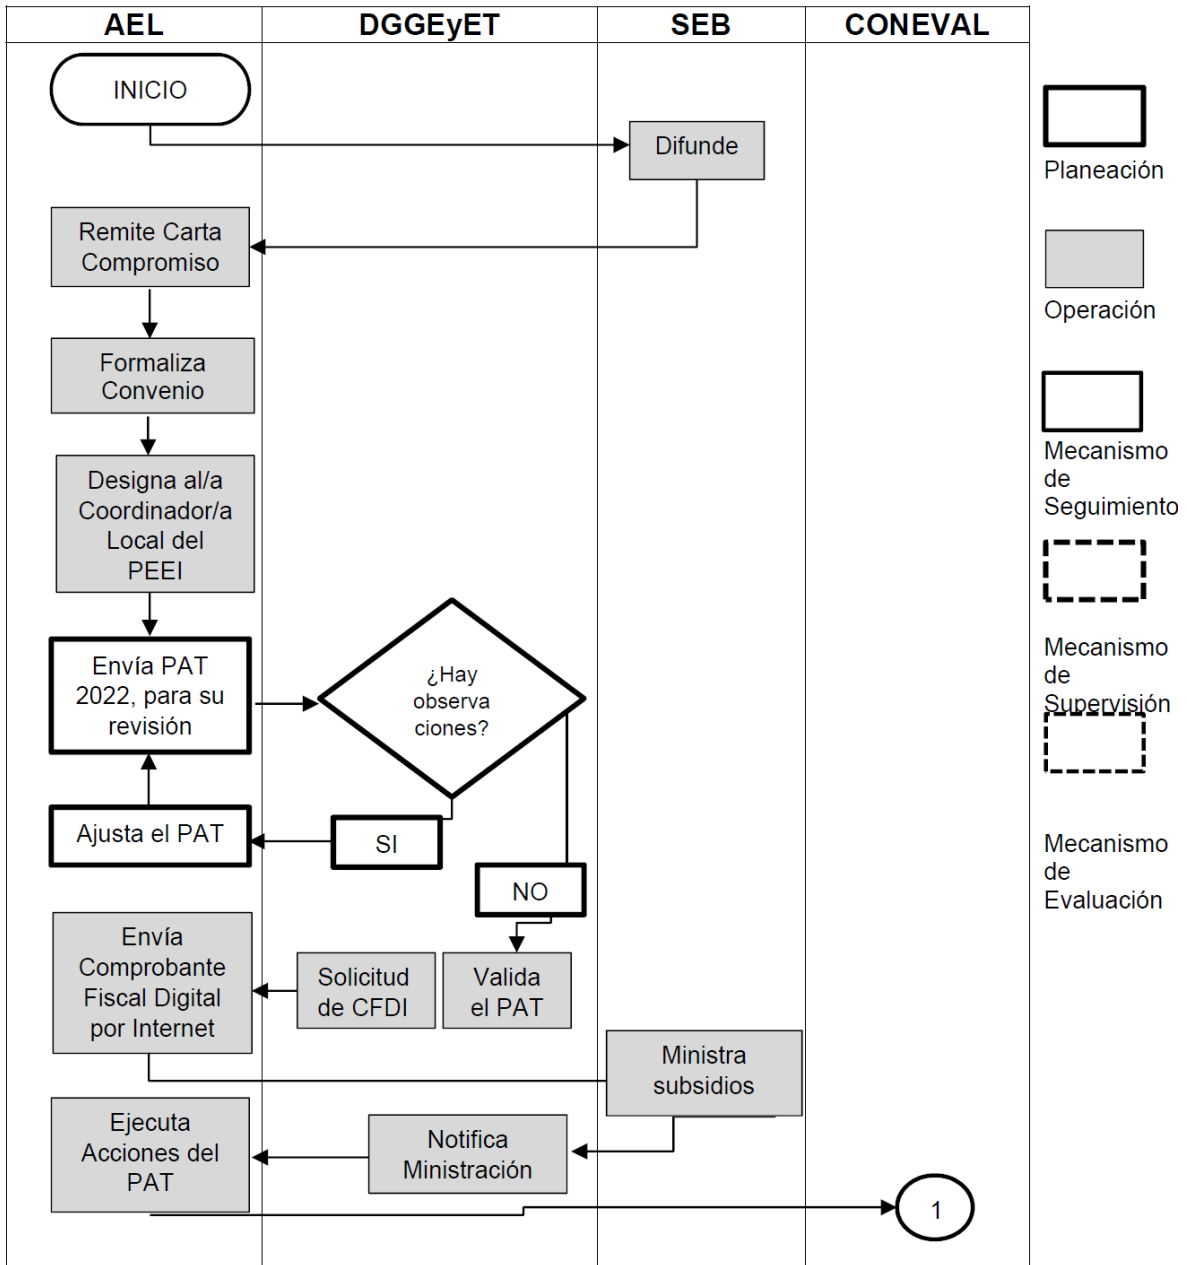 AEL DGGEyET SEB CONEVAL
INICIO
Difunde
Remite Carta
Compromiso
Formaliza
Convenio
Designa al/a
Coordinador/a
Local del
PEEI
Envía PAT
2022, para su
revisión
¿Hay
observa
ciones?
Ajusta el PAT
SI
NO
Envía
Comprobante
Fiscal Digital
por Internet
Solicitud
de CFDI
Valida
el PAT
Ministra
subsidios
Ejecuta
Acciones del
PAT
Notifica
Ministración
1
Planeación
Operación
Mecanismo
de
Seguimiento
Mecanismo
de
Supervisión
Mecanismo
de
Evaluación